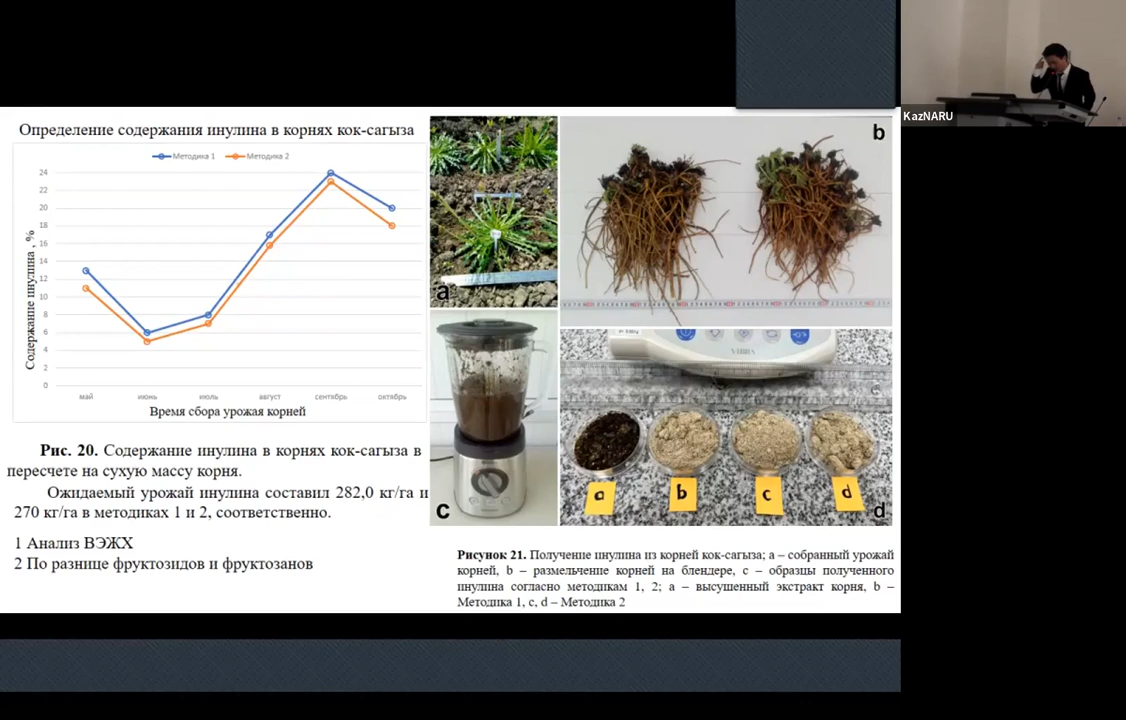 KazNARU
Определение содержания инулина в корнях кок-сагыза
Методика 1 Методика 2
Содержание инулина , %
24
22
20
18
16
14
12
10
8
6
4
2
0
май июнь июль август сентябрь октябрь
Время сбора урожая корней
Рис. 20. Содержание инулина в корнях кок-сагыза в
пересчете на сухую массу корня.
Ожидаемый урожай инулина составил 282,0 кг/га и
270 кг/га в методиках 1 и 2, соответственно.
1 Анализ ВЭЖХ
2 По разнице фруктозидов и фруктозанов
a
b
c
VIBRA
a b c d
d
Рисунок 21. Получение инулина из корней кок-сагыза; а – собранный урожай
корней, b – размельчение корней на блендере, с – образцы полученного
инулина согласно методикам 1, 2; а – высушенный экстракт корня, b –
Методика 1, c, d – Методика 2